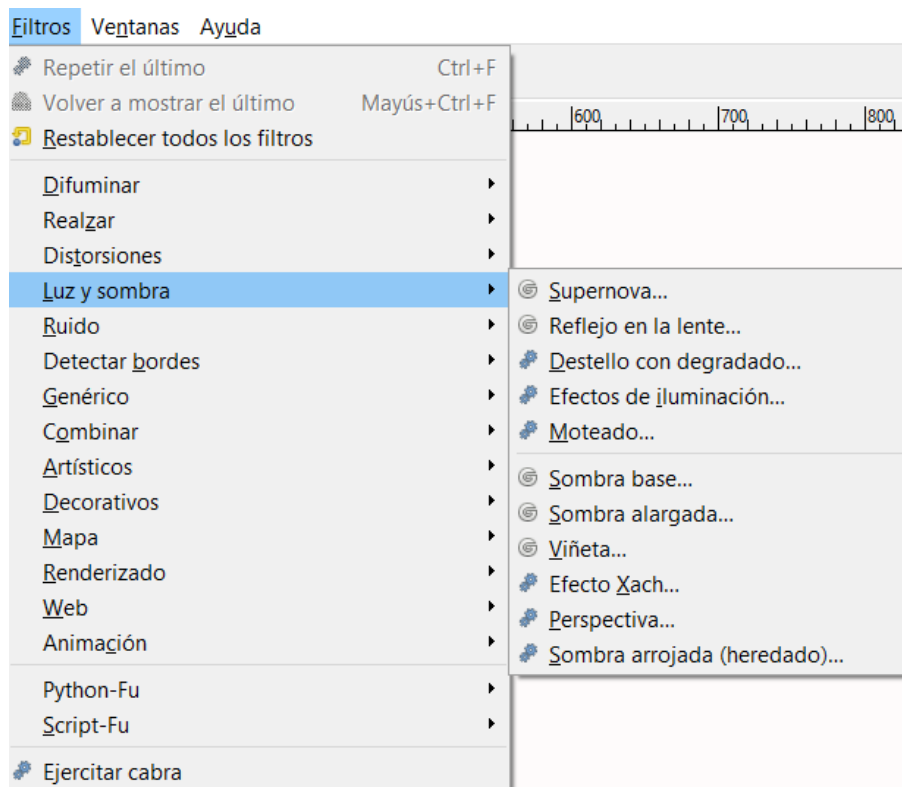 Filtros Ventanas Ayuda
Repetir el último Ctrl+F
Volver a mostrar el último Mayús+Ctrl+F
Restablecer todos los filtros
600 700 800
Difuminar
Realzar
Distorsiones
Luz y sombra
Ruido
Detectar bordes
Genérico
Combinar
Artísticos
Decorativos
Mapa
Renderizado
Web
Animación
Python-Fu
Script-Fu
Ejercitar cabra
Supernova...
Reflejo en la lente...
Destello con degradado...
Efectos de iluminación...
Moteado...
Sombra base...
Sombra alargada...
Viñeta...
Efecto Xach...
Perspectiva...
Sombra arrojada (heredado)...